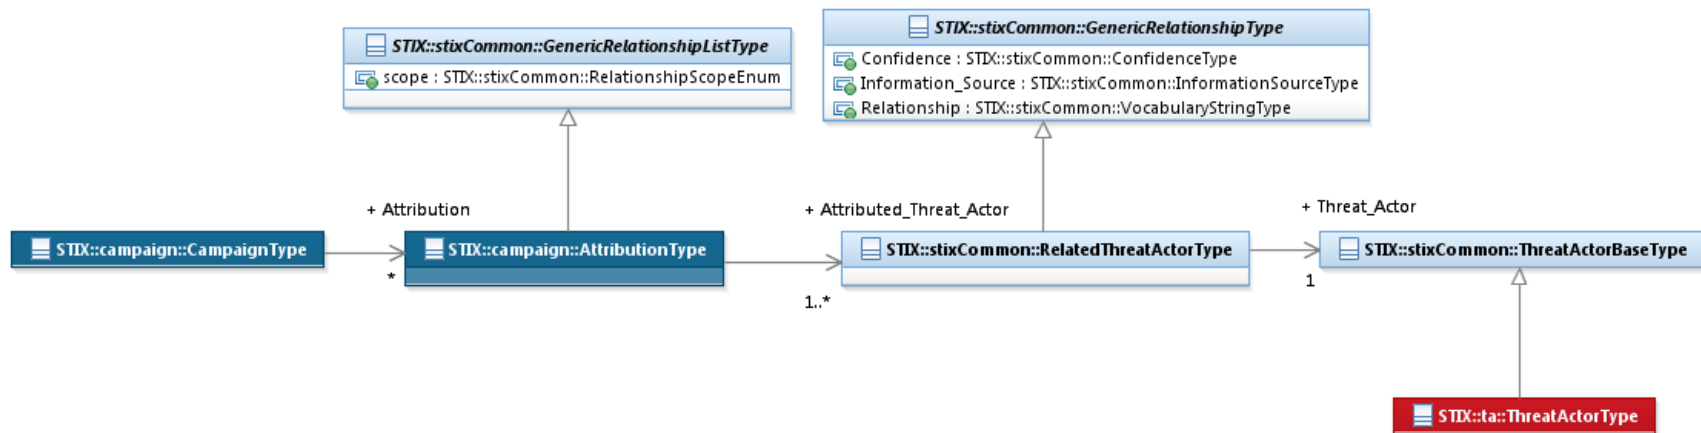 STIX::stixCommon::GenericRelationshipListType
scope : STIX::stixCommon::RelationshipScopeEnum
STIX::stixCommon::GenericRelationshipType
Confidence : STIX::stixCommon::ConfidenceType
Information_Source : STIX::stixCommon::InformationSourceType
Relationship : STIX::stixCommon::VocabularyStringType
+ Attribution
+ Attributed_Threat_Actor
+ Threat_Actor
STIX::campaign::CampaignType
STIX::campaign::AttributionType
STIX::stixCommon::RelatedThreatActorType
STIX::stixCommon::ThreatActorBaseType
*
1..*
1
STIX::ta::ThreatActorType